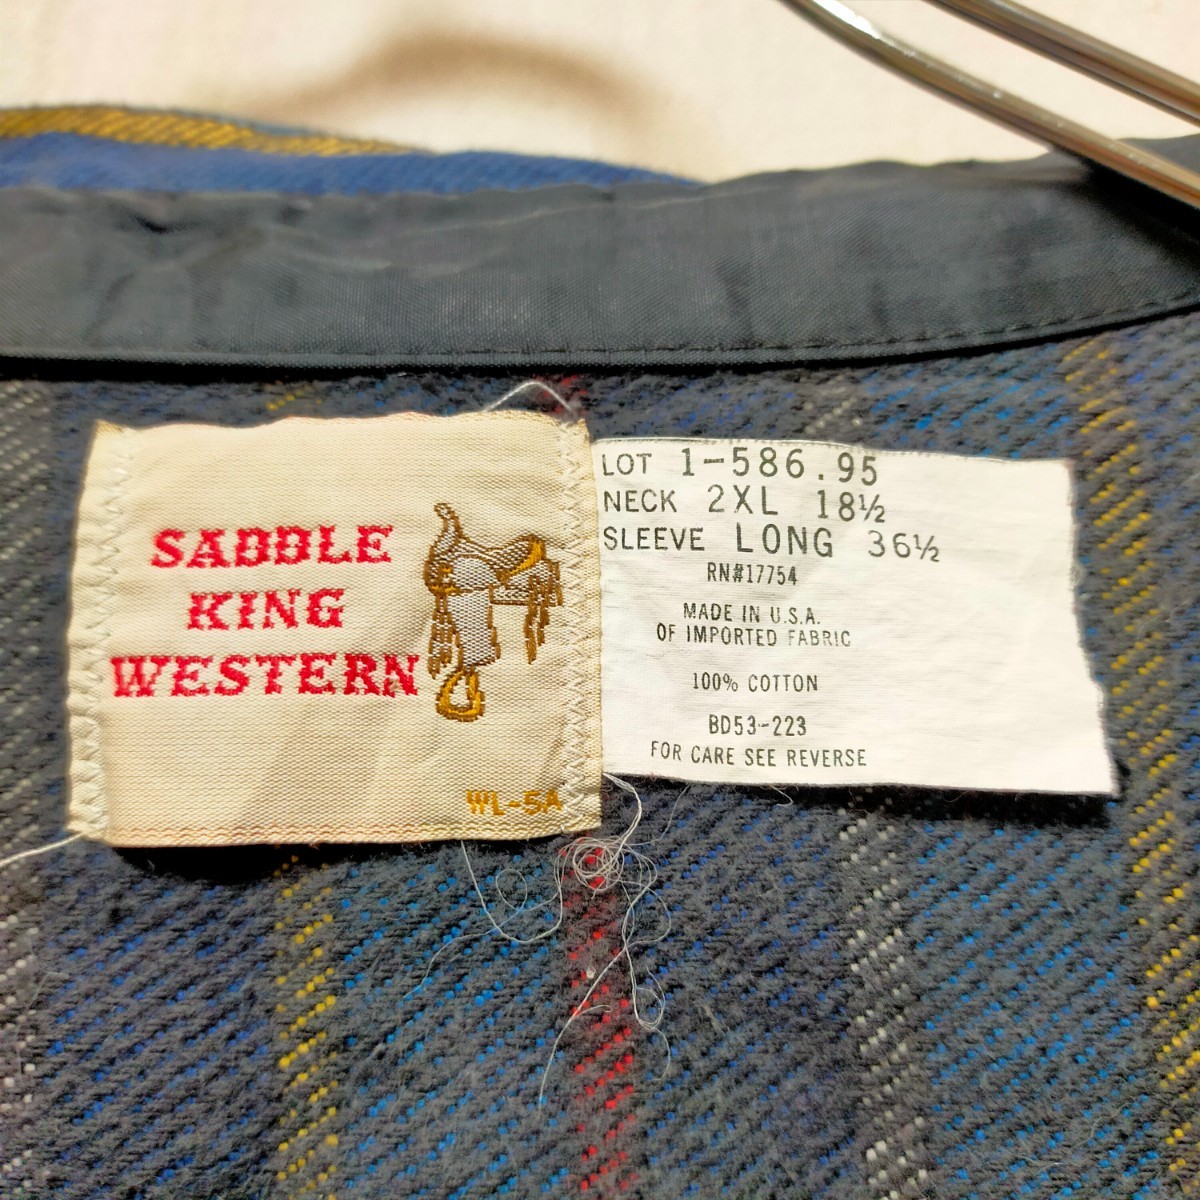 SADDLE
KING
WESTERN
WL-5A
LOT 1-586.95
NECK 2XL 18½
SLEEVE LONG 36½
RN#17754
MADE IN U.S.A.
OF IMPORTED FABRIC
100% COTTON
BD53-223
FOR CARE SEE REVERSE